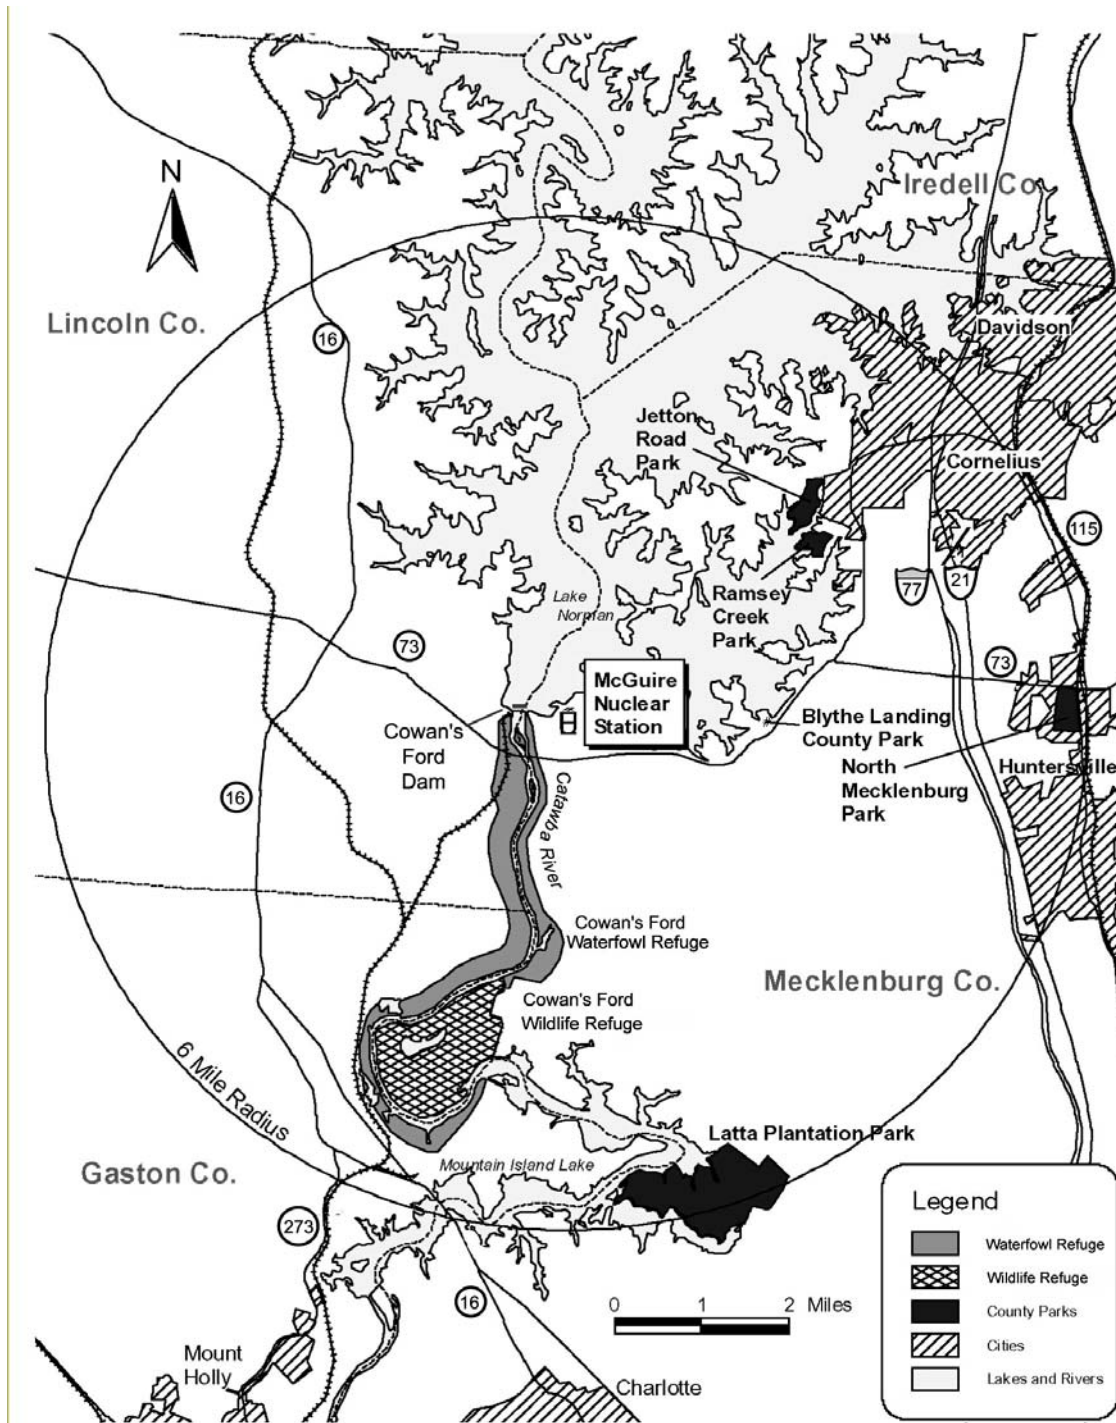 Iredell Co.
N
Lincoln Co.
16
Davidson
Jetton
Road
Park
Cornelius
115
77
21
Lake
Norman
Ramsey
Creek
Park
73
73
McGuire
Nuclear
Station
Cowan's
Ford
Dam
Blythe Landing
County Park
North
Mecklenburg
Park
Huntersville
16
Catawba River
Cowan's Ford
Waterfowl Refuge
Mecklenburg Co.
Cowan's Ford
Wildlife Refuge
6 Mile Radius
Latta Plantation Park
Gaston Co.
Mountain Island Lake
273
16
0 1 2 Miles
Mount
Holly
Charlotte
Legend
Waterfowl Refuge
Wildlife Refuge
County Parks
Cities
Lakes and Rivers